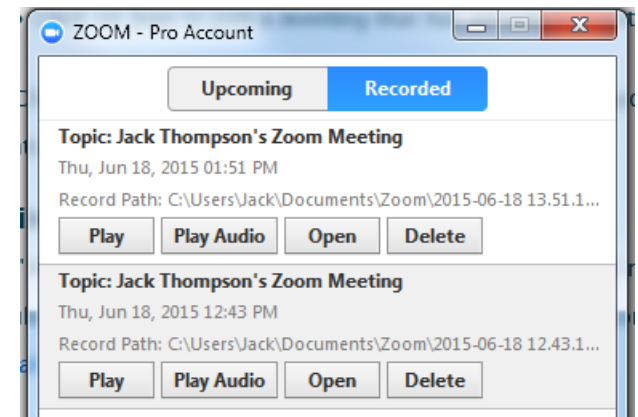 ZOOM - Pro Account
Upcoming Recorded
Topic: Jack Thompson's Zoom Meeting
Thu, Jun 18, 2015 01:51 PM
Record Path: C:\Users\Jack\Documents\Zoom\2015-06-18 13.51.1...
Play Play Audio Open Delete
Topic: Jack Thompson's Zoom Meeting
Thu, Jun 18, 2015 12:43 PM
Record Path: C:\Users\Jack\Documents\Zoom\2015-06-18 12.43.1...
Play Play Audio Open Delete